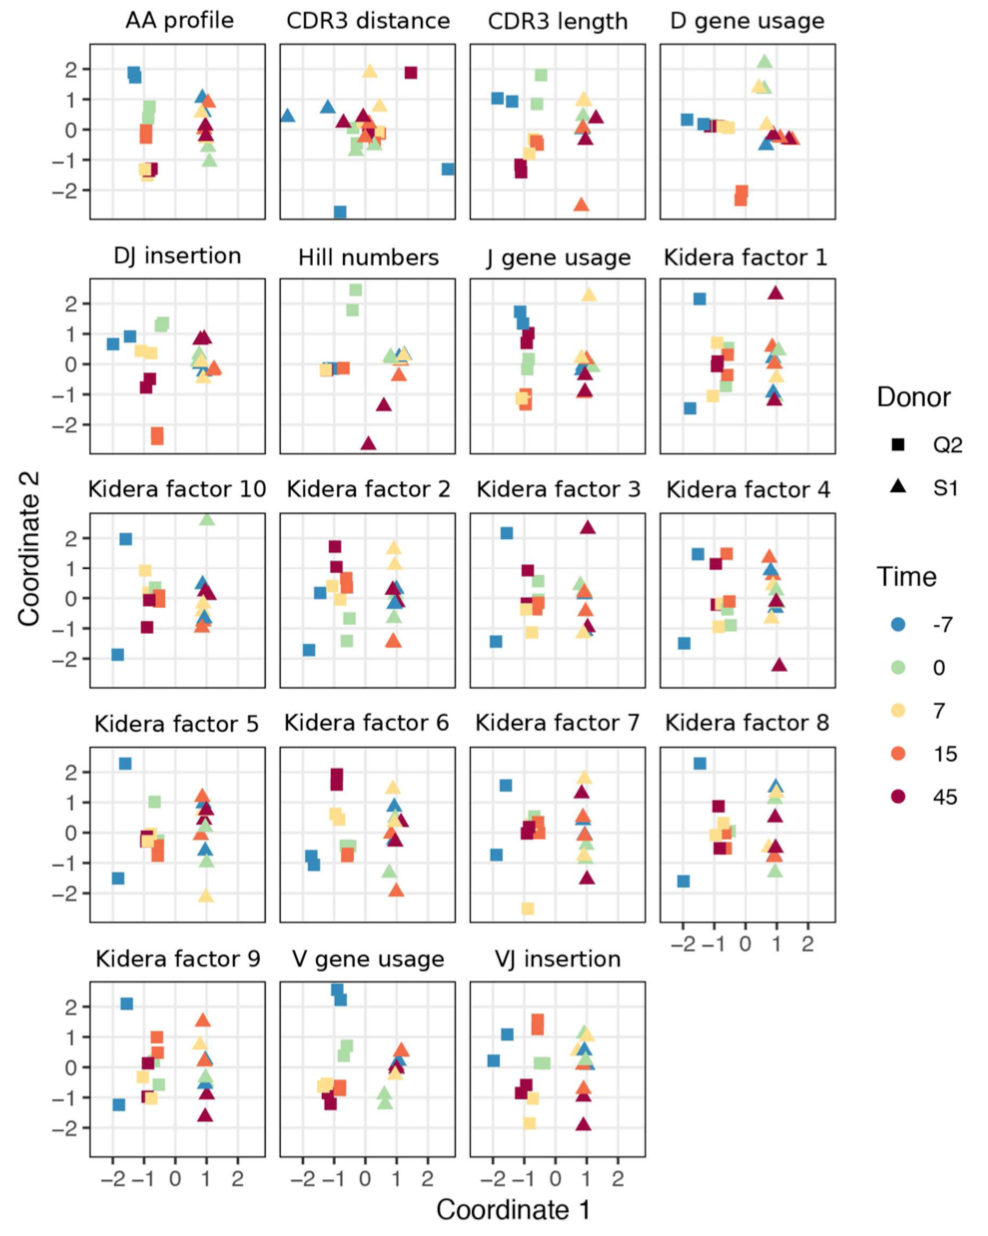 AA profile CDR3 distance CDR3 length D gene usage
2
1
0
−1
−2
DJ insertion Hill numbers J gene usage Kidera factor 1
2
1
0
−1
−2
Kidera factor 10 Kidera factor 2 Kidera factor 3 Kidera factor 4
2
1
0
−1
−2
Kidera factor 5 Kidera factor 6 Kidera factor 7 Kidera factor 8
2
1
0
−1
−2
−2 −1 0 1 2
Kidera factor 9 V gene usage VJ insertion
2
1
0
−1
−2
−2 −1 0 1 2 −2 −1 0 1 2 −2 −1 0 1 2
Coordinate 1
Coordinate 2
Donor
Q2
S1
Time
-7
0
7
15
45